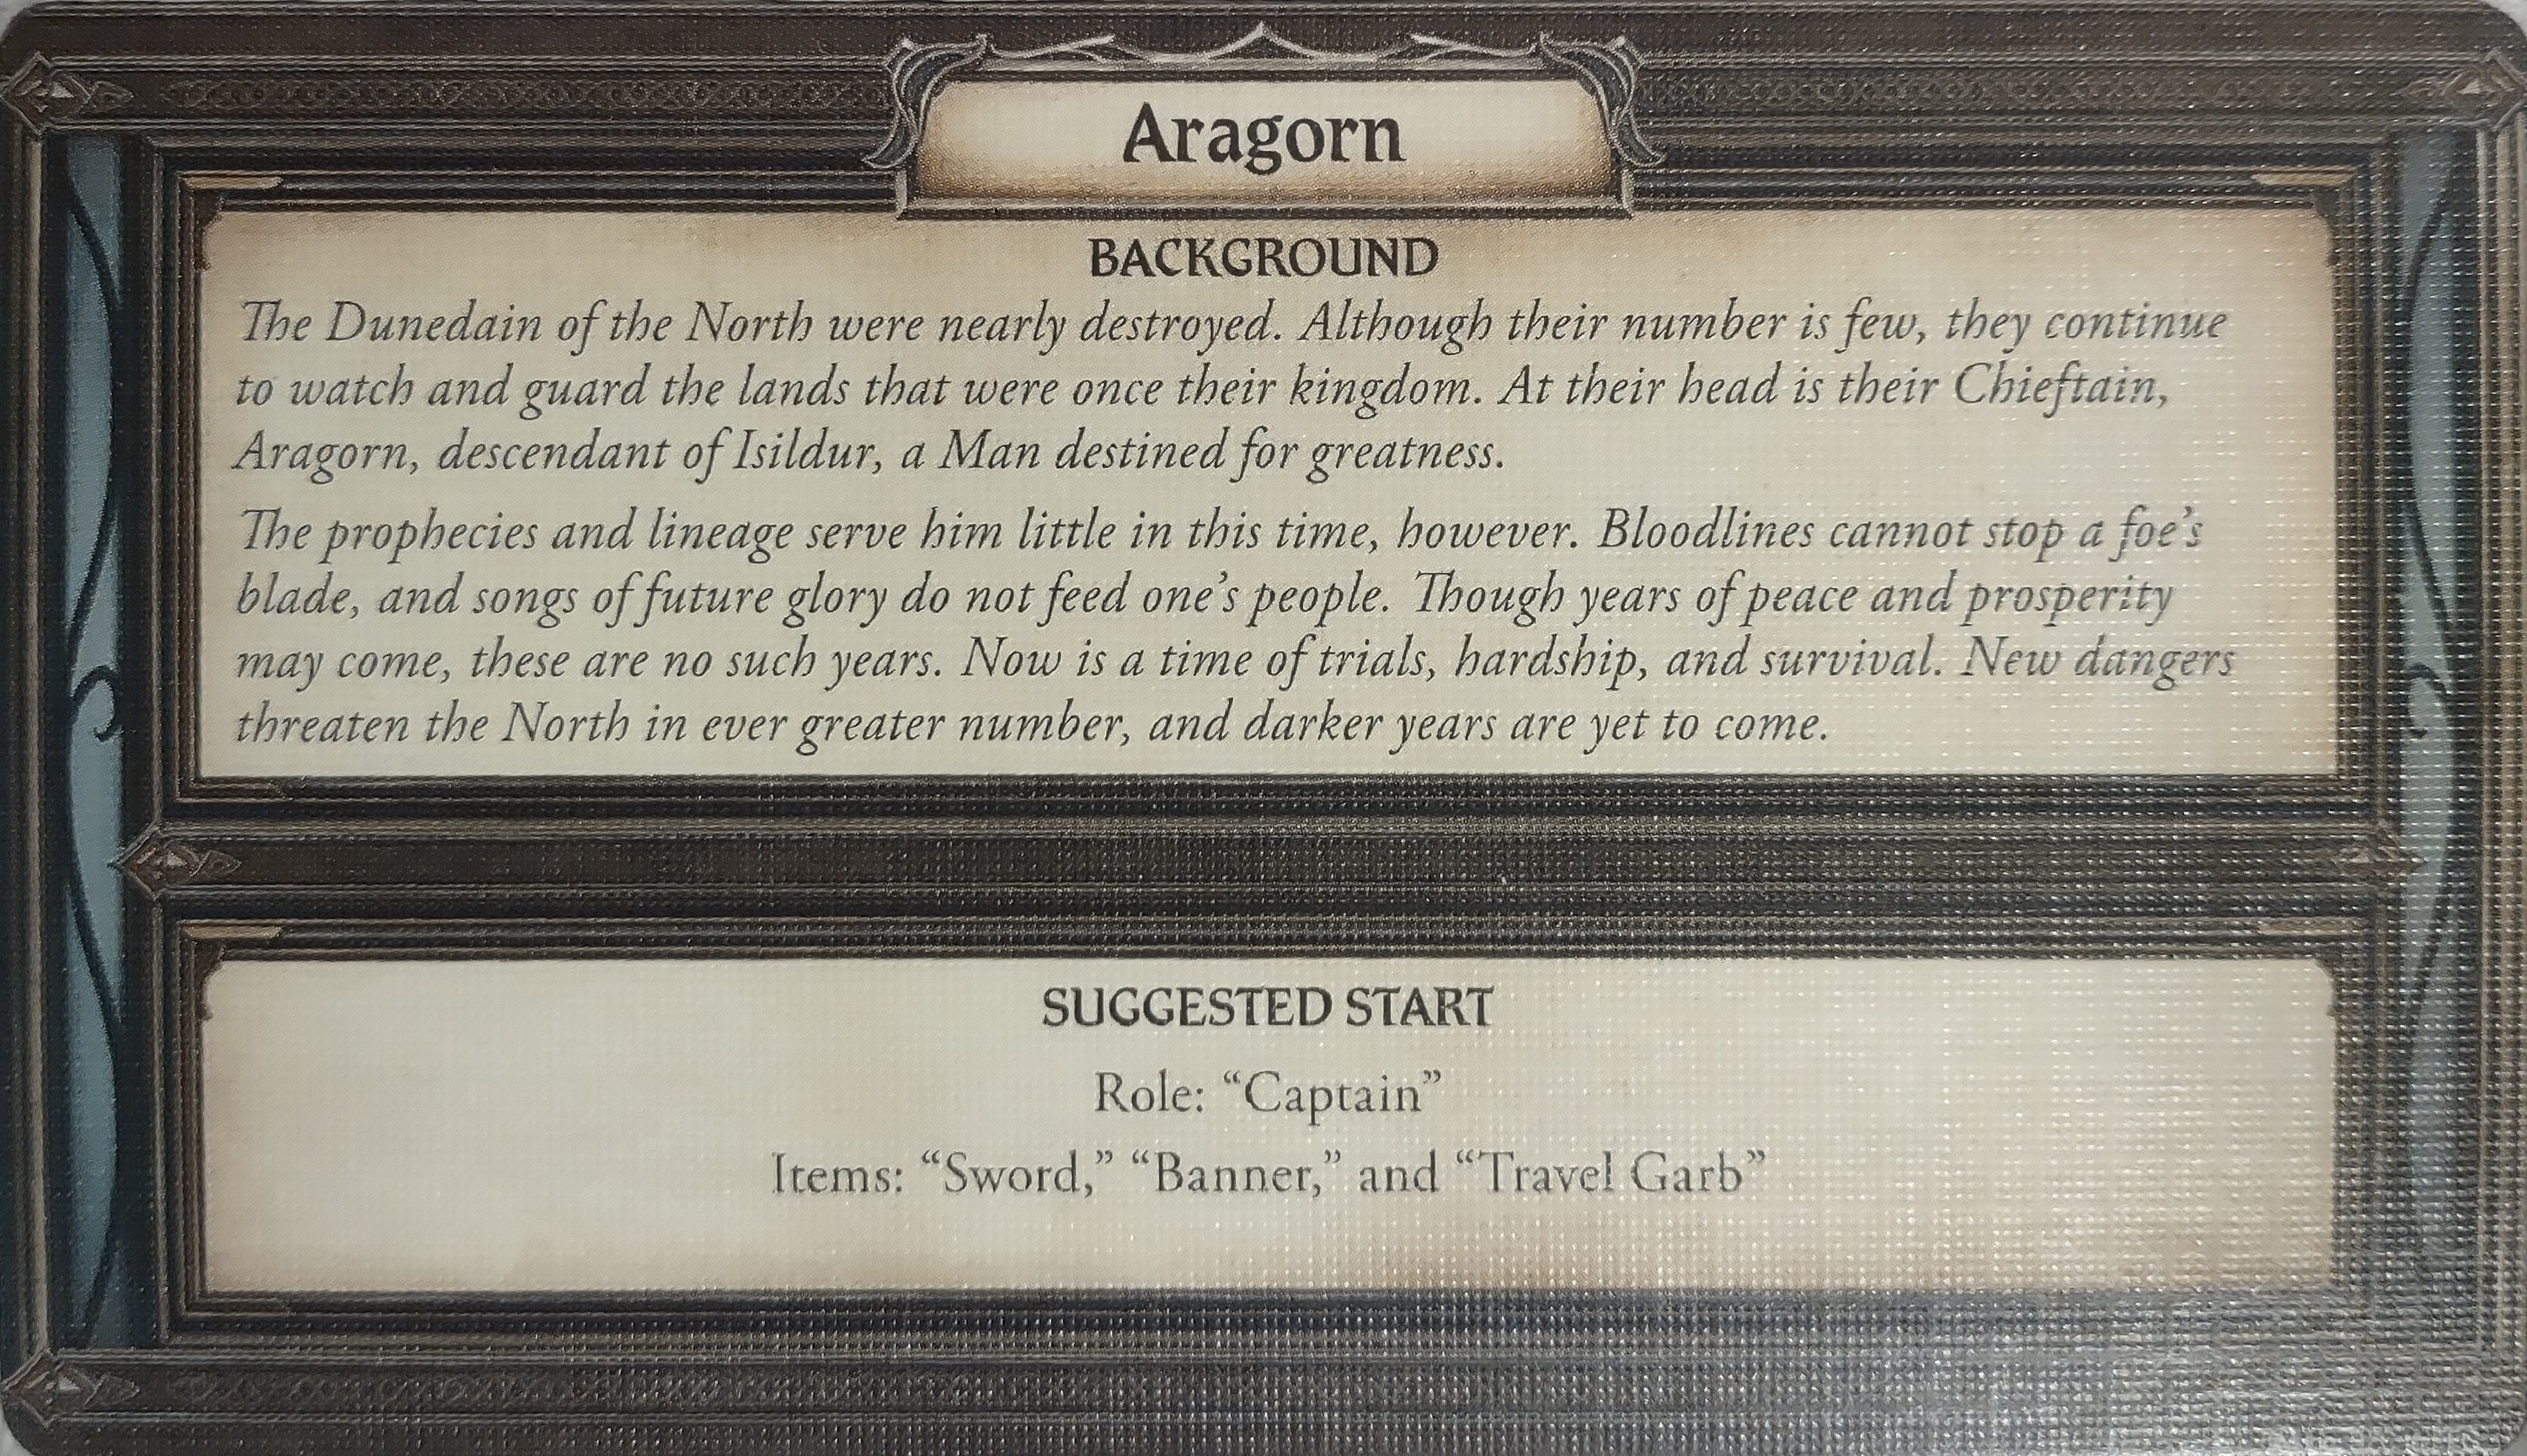 Aragorn
BACKGROUND
The Dunedain of the North were nearly destroyed. Although their number is few, they continue
to watch and guard the lands that were once their kingdom. At their head is their Chieftain,
Aragorn, descendant of Isildur, a Man destined for greatness.
The prophecies and lineage serve him little in this time, however. Bloodlines cannot stop a foe’s
blade, and songs of future glory do not feed one’s people. Though years of peace and prosperity
may come, these are no such years. Now is a time of trials, hardship, and survival. New dangers
threaten the North in ever greater number, and darker years are yet to come.
SUGGESTED START
Role: “Captain”
Items: “Sword,” “Banner,” and “Travel Garb”